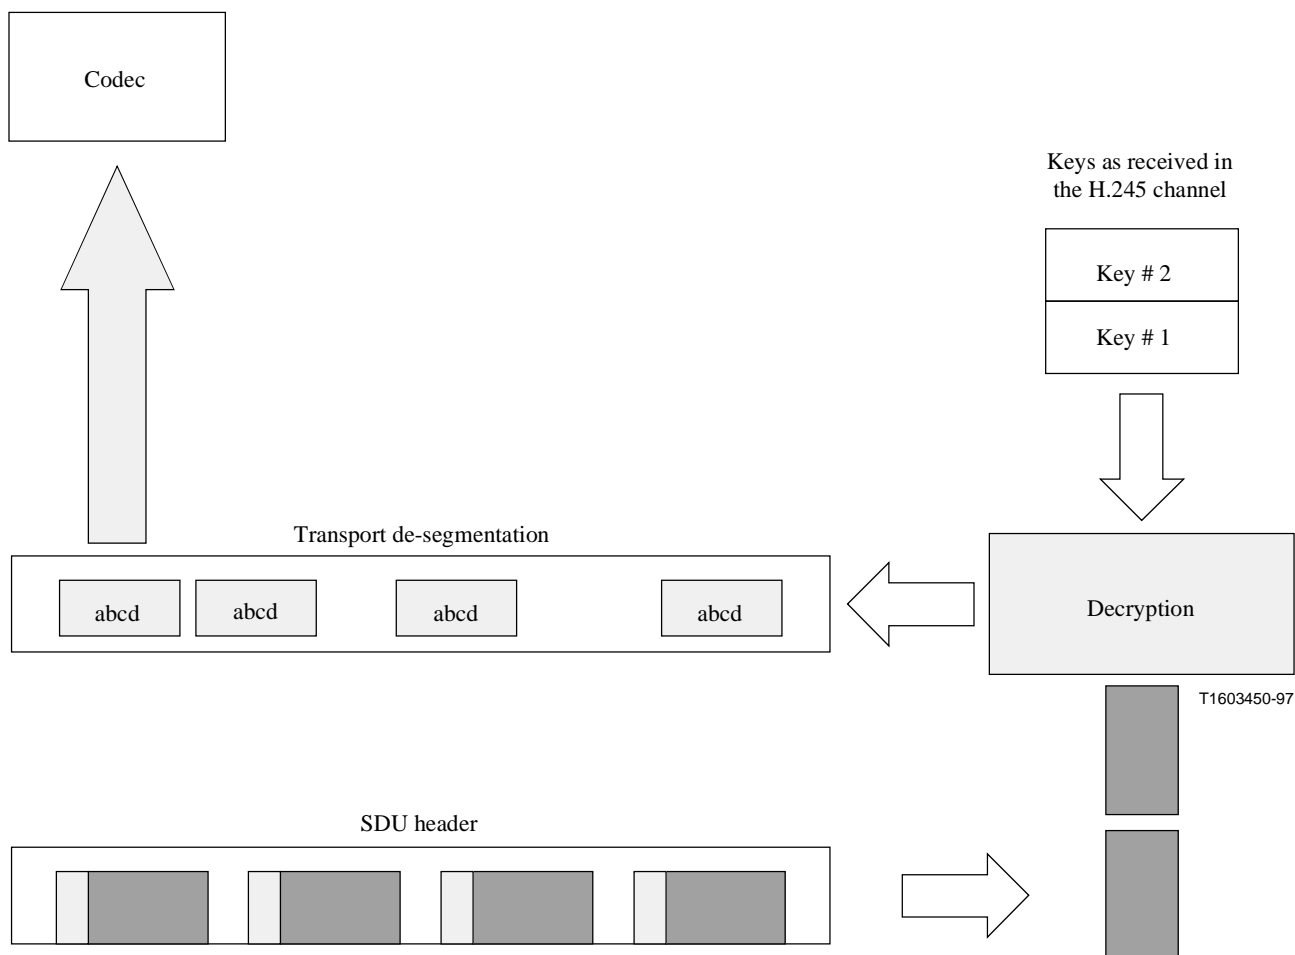 Codec
Keys as received in
the H.245 channel
Key # 2
Key # 1
Transport de-segmentation
abcd
abcd
abcd
abcd
Decryption
T1603450-97
SDU header